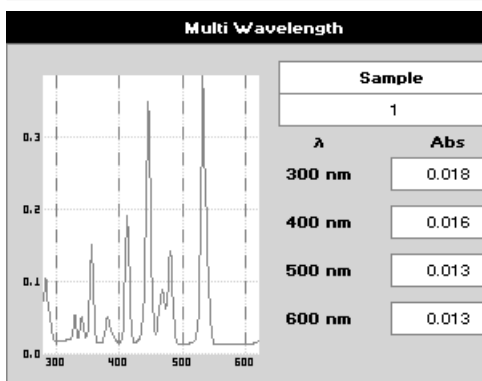 Multi Wavelength
Sample
1
λ Abs
300 nm 0.018
400 nm 0.016
500 nm 0.013
600 nm 0.013
0.3
0.2
0.1
0.0
300 400 500 600